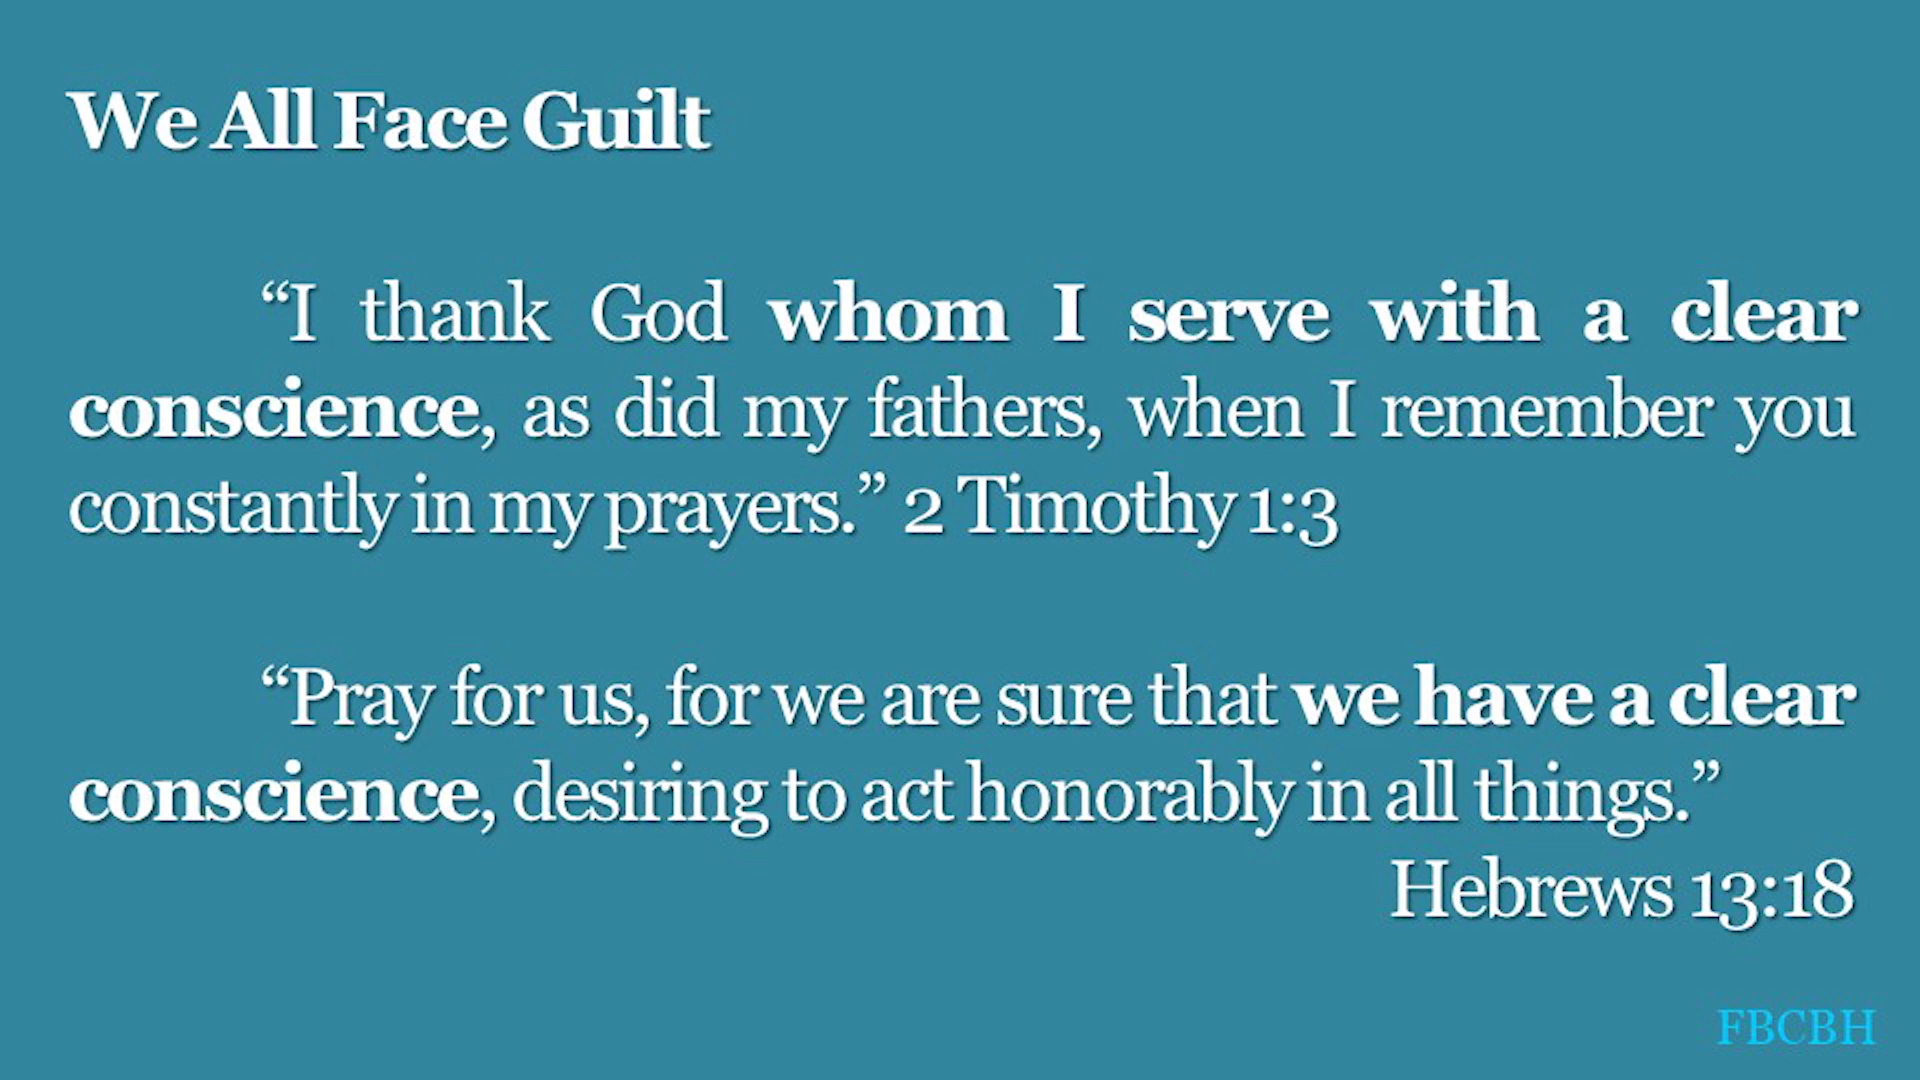 We All Face Guilt
“I thank God whom I serve with a clear
conscience, as did my fathers, when I remember you
constantly in my prayers.” 2 Timothy 1:3
“Pray for us, for we are sure that we have a clear
conscience, desiring to act honorably in all things.”
Hebrews 13:18
FBCBH